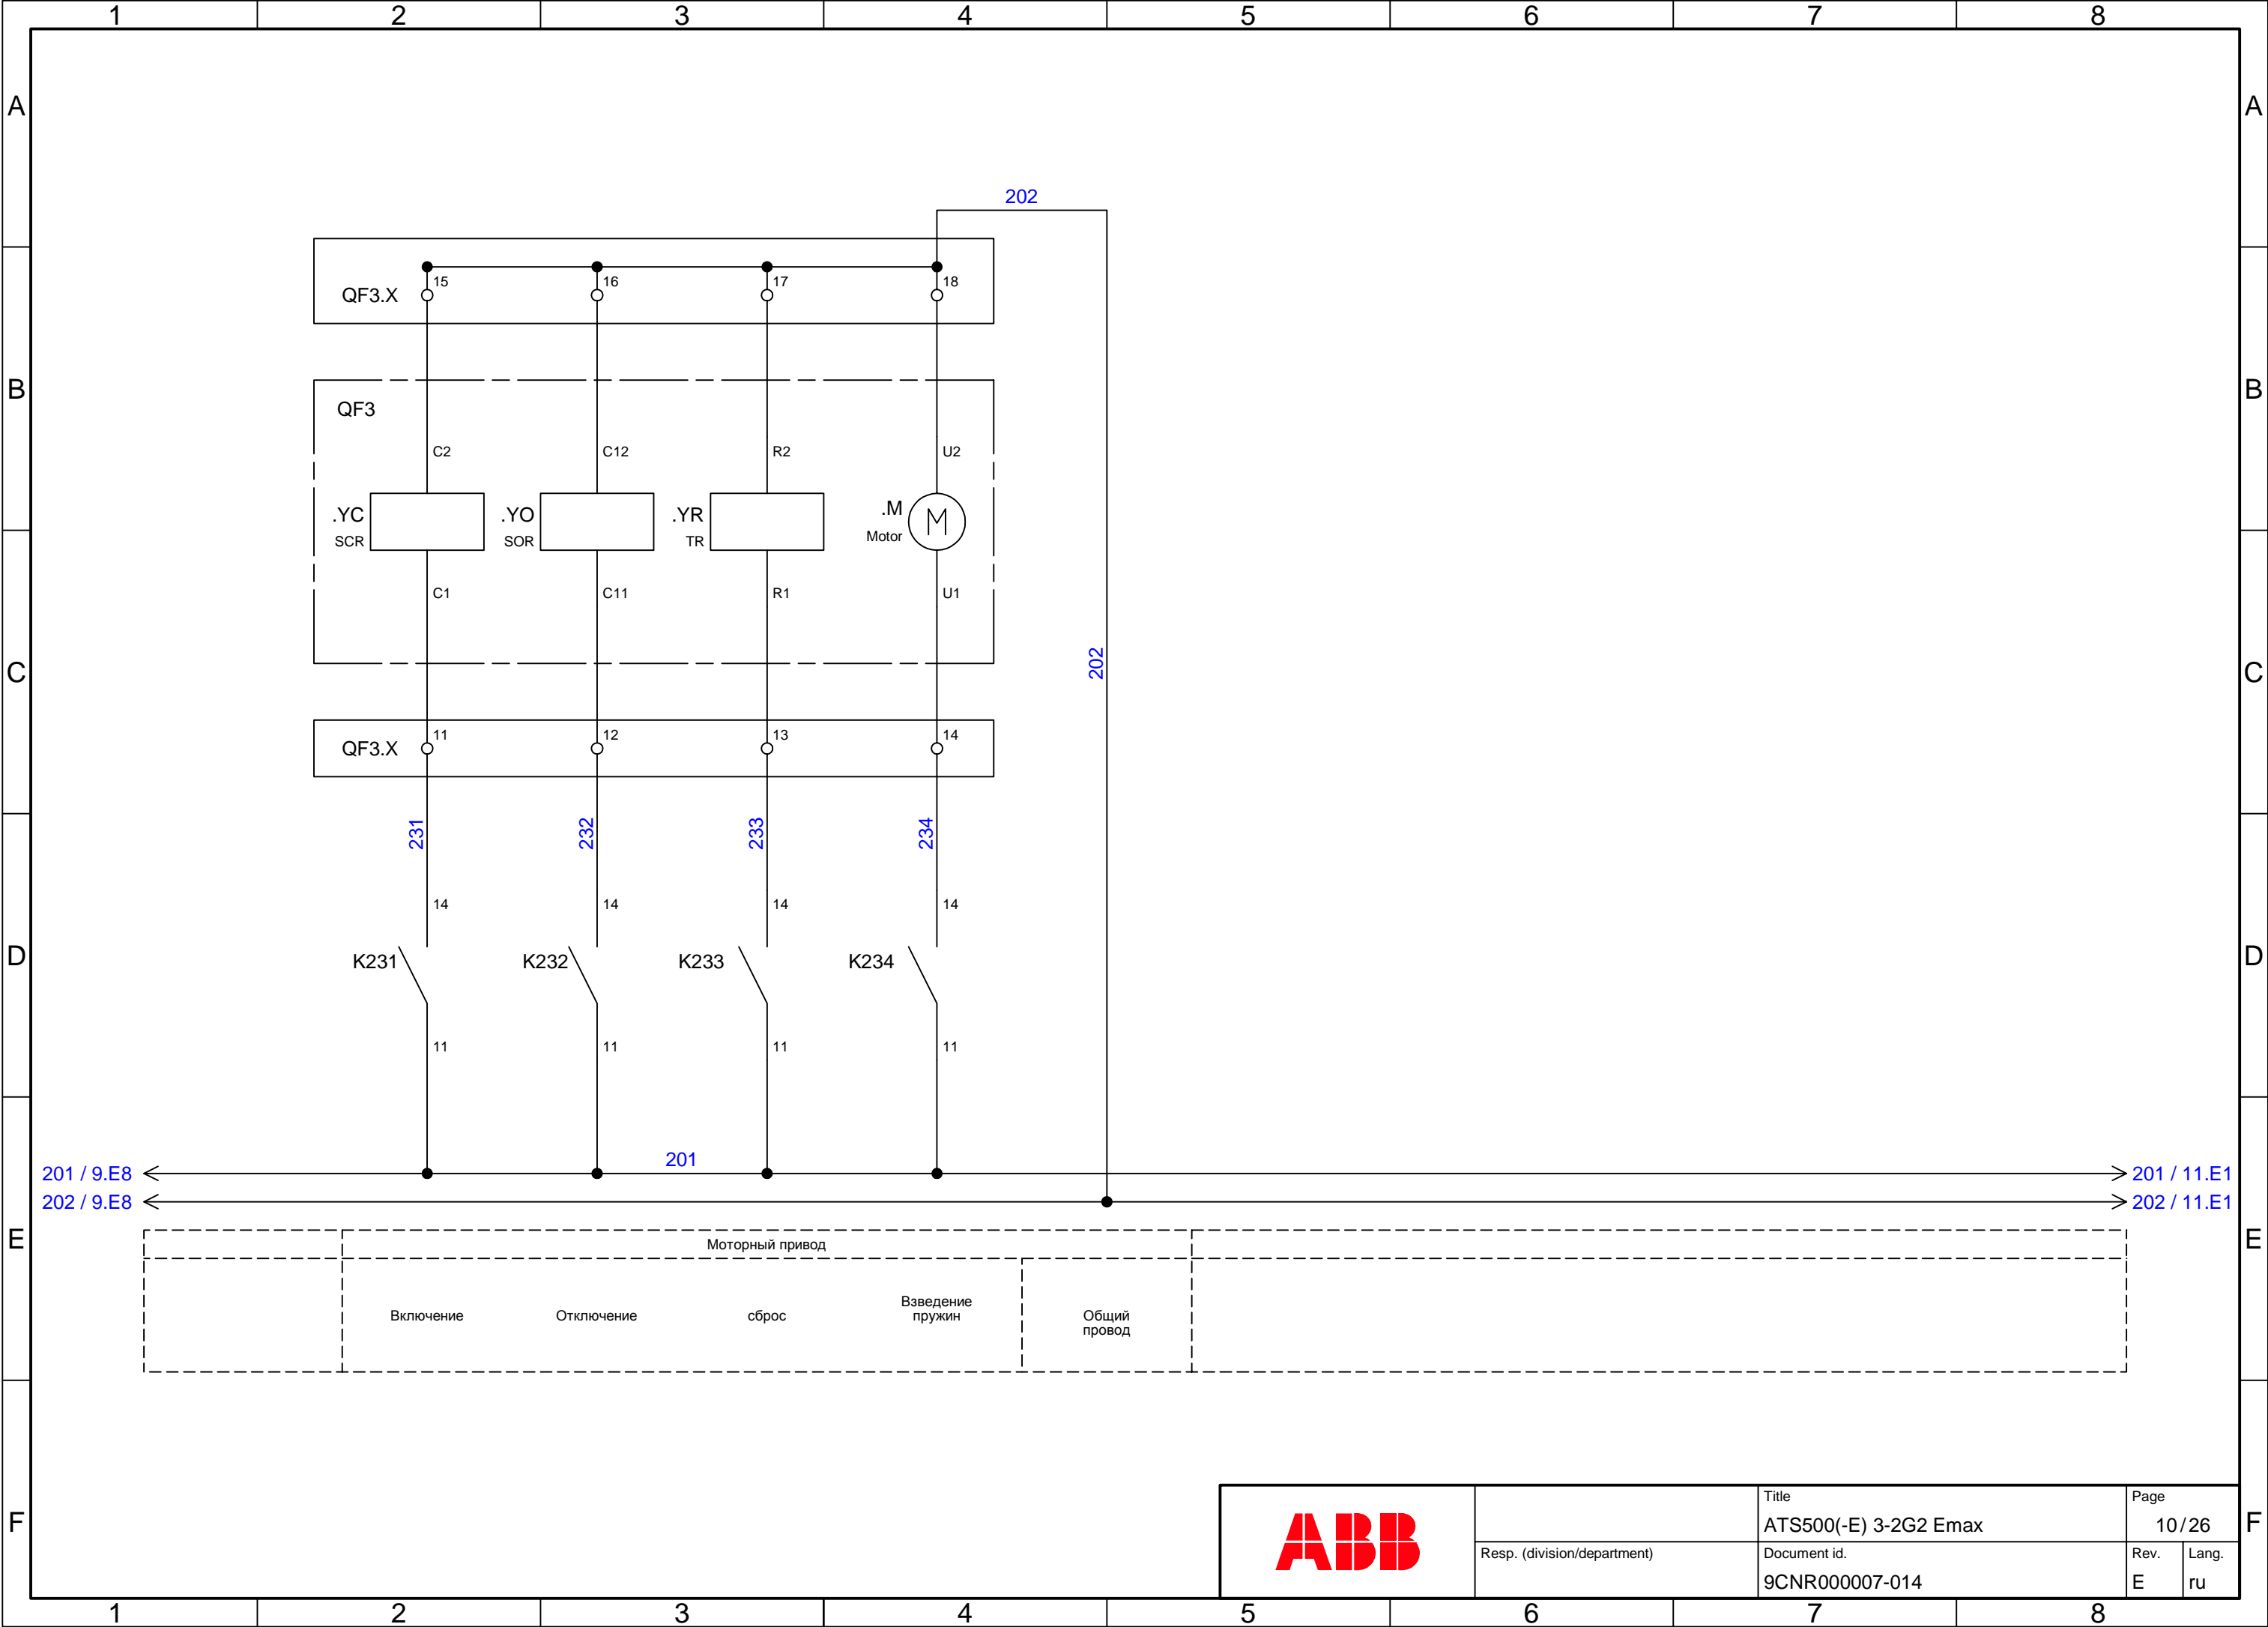 1 2 3 4 5 6 7 8
A A
202
15 16 17 18
QF3.X
B B
QF3
C2 C12 R2 U2
.YC .YO .YR .M M
SCR SOR TR Motor
C1 C11 R1 U1
C C
202
11 12 13 14
QF3.X
231 232 233 234
14 14 14 14
D D
K231 K232 K233 K234
11 11 11 11
201
201 / 9.E8 201 / 11.E1
202 / 9.E8 202 / 11.E1
E E
Моторный привод
Включение Отключение сброс Взведение
пружин Общий
провод
F F
ABB
Title
ATS500(-E) 3-2G2 Emax
Page
10/26
Resp. (division/department)
Document id.
9CNR000007-014
Rev.
E
Lang.
ru
1 2 3 4 5 6 7 8